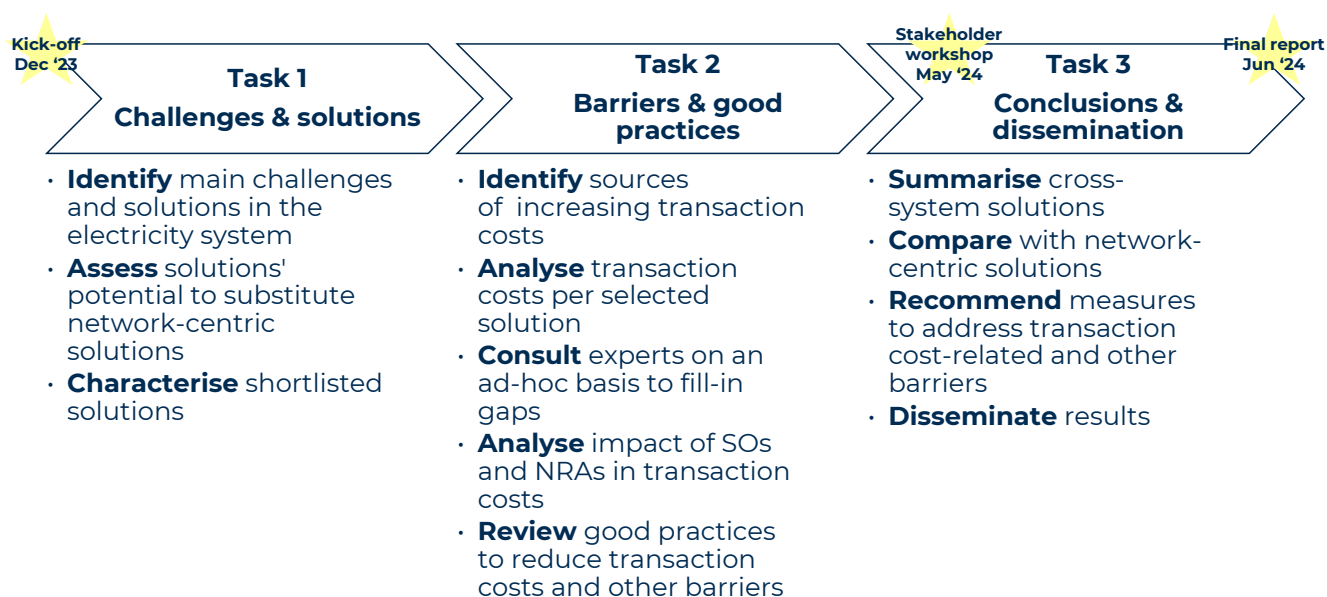 Kick-off
Dec ‘23
Task 1
Challenges & solutions
• Identify main challenges
and solutions in the
electricity system
• Assess solutions'
potential to substitute
network-centric
solutions
• Characterise shortlisted
solutions
Task 2
Barriers & good
practices
• Identify sources
of  increasing transaction
costs
• Analyse transaction
costs per selected
solution
• Consult experts on an
ad-hoc basis to fill-in
gaps
• Analyse impact of SOs
and NRAs in transaction
costs
• Review good practices
to reduce transaction
costs and other barriers
Stakeholder
workshop
May ‘24
Task 3
Conclusions &
dissemination
Final report
Jun ‘24
• Summarise cross-
system solutions
• Compare with network-
centric solutions
• Recommend measures
to address transaction
cost-related and other
barriers
• Disseminate results